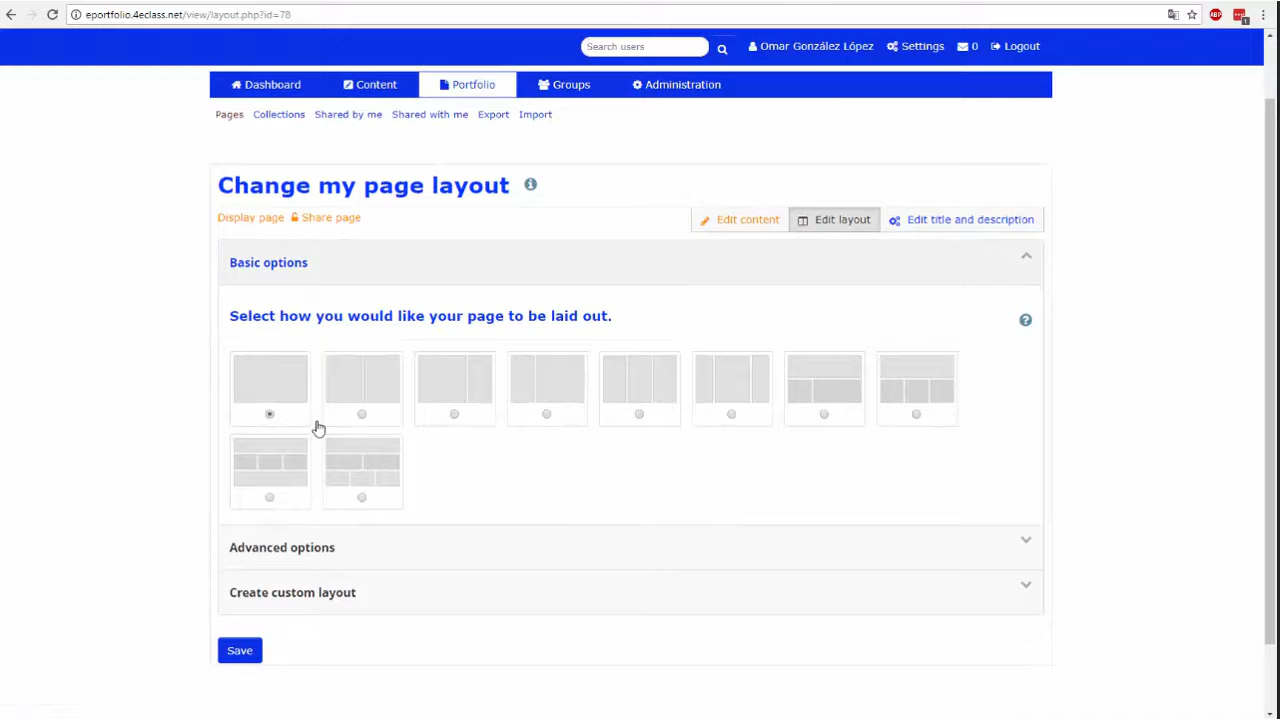 eportfolio.4eclass.net/view/layout.php?id=78
ABP
Search users
Omar González López
Settings
0
Logout
Dashboard
Content
Portfolio
Groups
Administration
Pages
Collections
Shared by me
Shared with me
Export
Import
Change my page layout
Display page
Share page
Edit content
Edit layout
Edit title and description
Basic options
Select how you would like your page to be laid out.
Advanced options
Create custom layout
Save